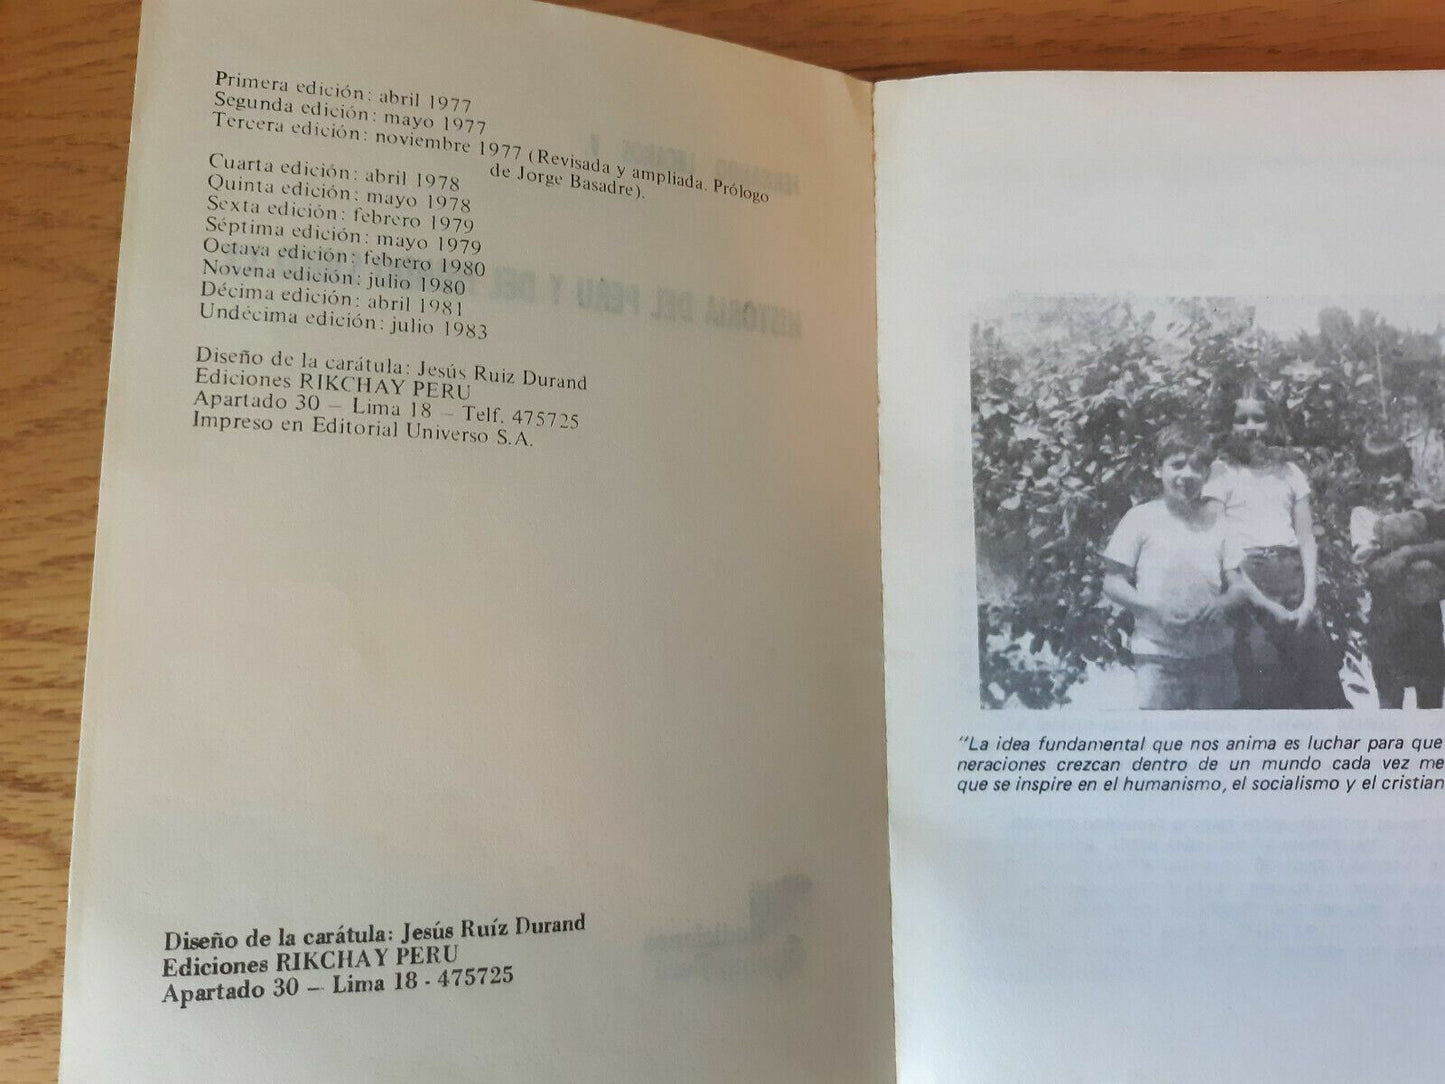 Primera edición: abril 1977
Segunda edición: mayo 1977
Tercera edición: noviembre 1977 (Revisada y ampliada. Prólogo
de Jorge Basadre).
Cuarta edición: abril 1978
Quinta edición: mayo 1978
Sexta edición: febrero 1979
Séptima edición: mayo 1979
Octava edición: febrero 1980
Novena edición: julio 1980
Décima edición: abril 1981
Undécima edición: julio 1983
Diseño de la carátula: Jesús Ruiz Durand
Ediciones RIKCHAY PERU
Apartado 30 – Lima 18 – Telf. 475725
Impreso en Editorial Universo S.A.
Diseño de la carátula: Jesús Ruíz Durand
Ediciones RIKCHAY PERU
Apartado 30 – Lima 18 - 475725
"La idea fundamental que nos anima es luchar para que
neraciones crezcan dentro de un mundo cada vez me
que se inspire en el humanismo, el socialismo y el cristian